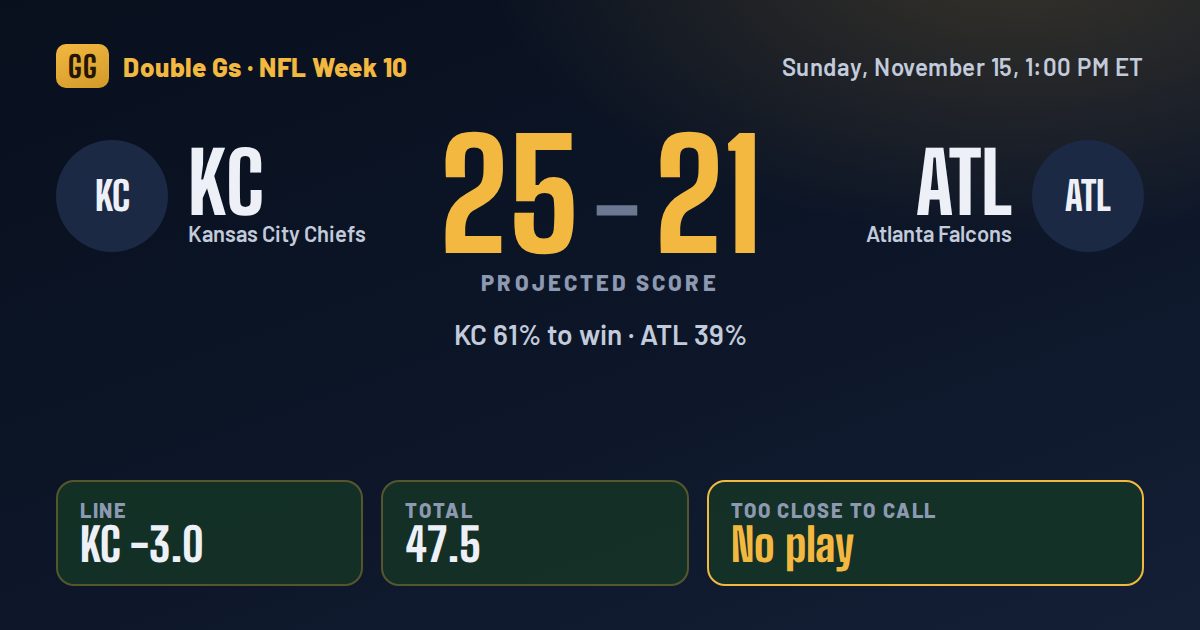 GG Double Gs · NFL Week 10
Sunday, November 15, 1:00 PM ET
KC
KC
Kansas City Chiefs
25 – 21
ATL
Atlanta Falcons
ATL
PROJECTED SCORE
KC 61% to win · ATL 39%
LINE
KC −3.0
TOTAL
47.5
TOO CLOSE TO CALL
No play